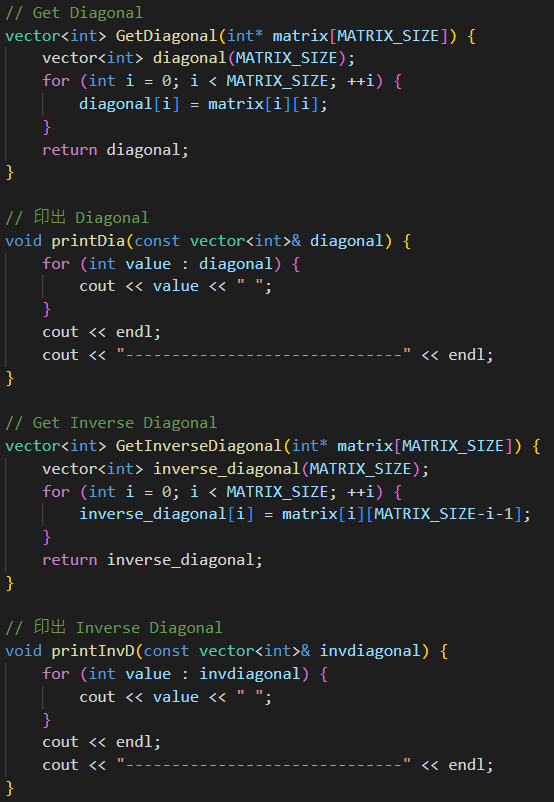 // Get Diagonal
vector<int> GetDiagonal(int* matrix[MATRIX_SIZE]) {
    vector<int> diagonal(MATRIX_SIZE);
    for (int i = 0; i < MATRIX_SIZE; ++i) {
        diagonal[i] = matrix[i][i];
    }
    return diagonal;
}

// 印出 Diagonal
void printDia(const vector<int>& diagonal) {
    for (int value : diagonal) {
        cout << value << " ";
    }
    cout << endl;
    cout << "------------------------------" << endl;
}

// Get Inverse Diagonal
vector<int> GetInverseDiagonal(int* matrix[MATRIX_SIZE]) {
    vector<int> inverse_diagonal(MATRIX_SIZE);
    for (int i = 0; i < MATRIX_SIZE; ++i) {
        inverse_diagonal[i] = matrix[i][MATRIX_SIZE-i-1];
    }
    return inverse_diagonal;
}

// 印出 Inverse Diagonal
void printInvD(const vector<int>& invdiagonal) {
    for (int value : invdiagonal) {
        cout << value << " ";
    }
    cout << endl;
    cout << "------------------------------" << endl;
}